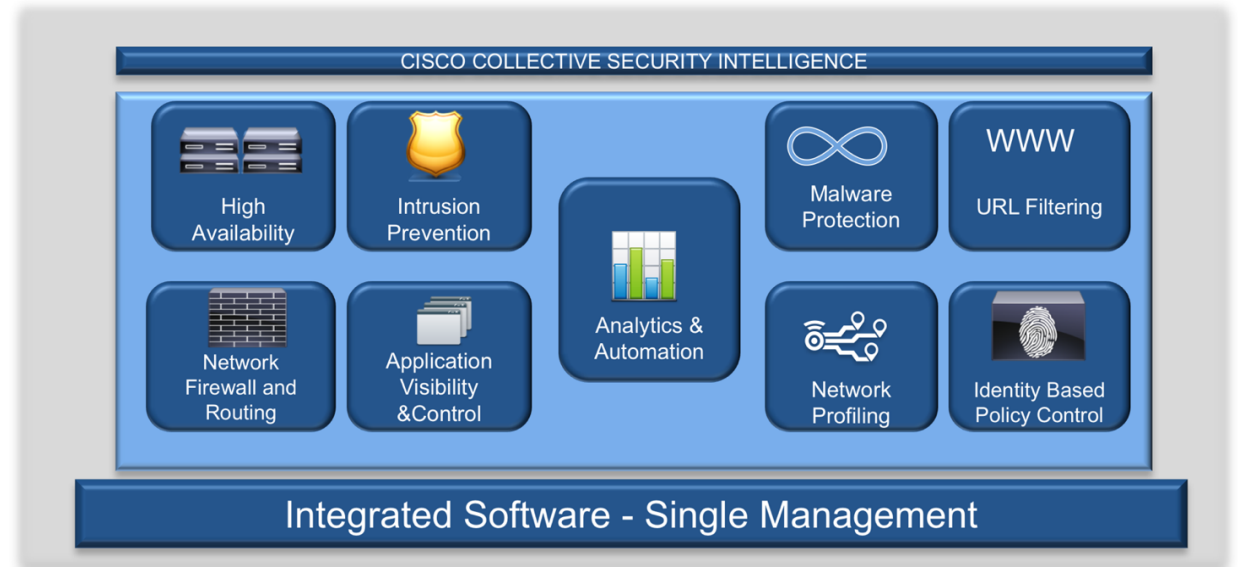 CISCO COLLECTIVE SECURITY INTELLIGENCE
High
Availability
Intrusion
Prevention
Analytics &
Automation
Malware
Protection
WWW
URL Filtering
Network
Firewall and
Routing
Application
Visibility
&Control
Network
Profiling
Identity Based
Policy Control
Integrated Software - Single Management